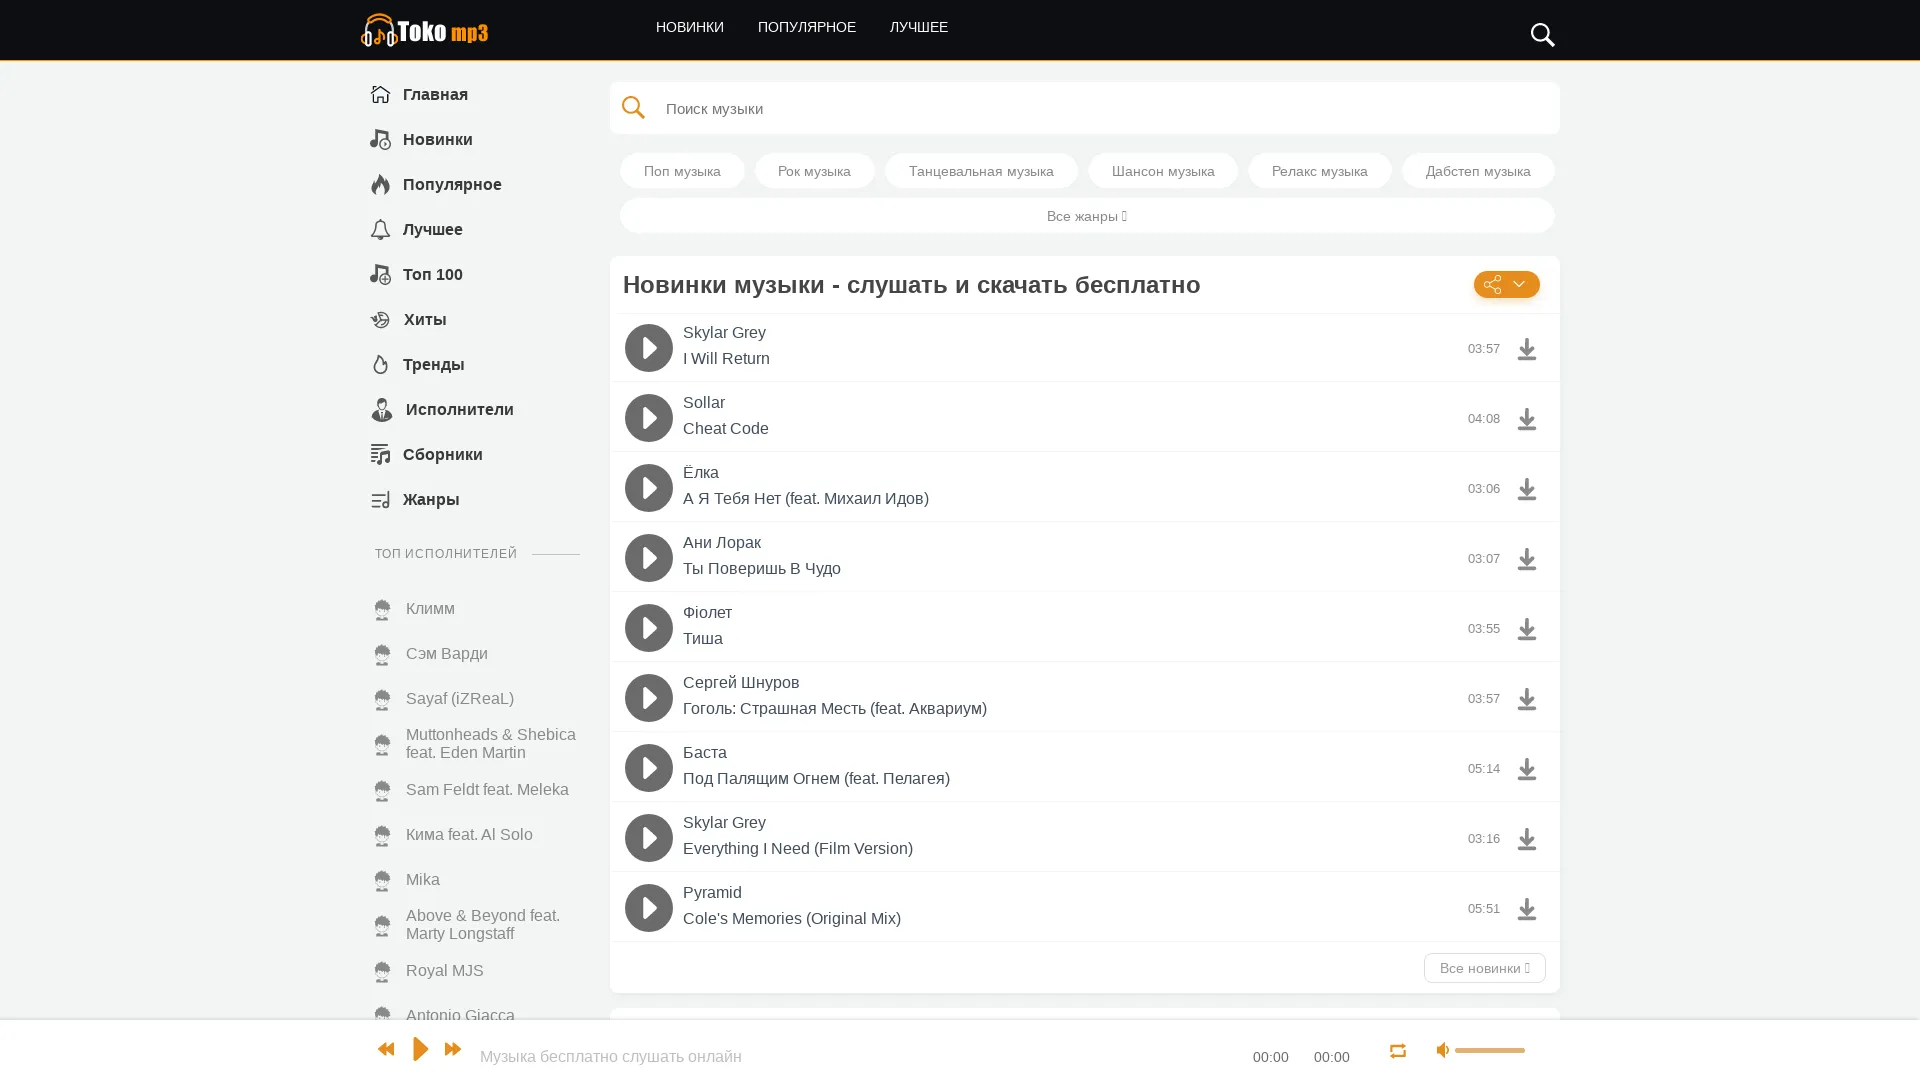 Toko mp3
НОВИНКИ
ПОПУЛЯРНОЕ
ЛУЧШЕЕ
Главная
Новинки
Популярное
Лучшее
Топ 100
Хиты
Тренды
Исполнители
Сборники
Жанры
ТОП ИСПОЛНИТЕЛЕЙ
Климм
Сэм Варди
Sayaf (iZReaL)
Muttonheads & Shebica
feat. Eden Martin
Sam Feldt feat. Meleka
Кима feat. Al Solo
Mika
Above & Beyond feat.
Marty Longstaff
Royal MJS
Antonio Giacca
Поиск музыки
Поп музыка
Рок музыка
Танцевальная музыка
Шансон музыка
Релакс музыка
Дабстеп музыка
Все жанры
Новинки музыки - слушать и скачать бесплатно
Skylar Grey
I Will Return
03:57
Sollar
Cheat Code
04:08
Ёлка
А Я Тебя Нет (feat. Михаил Идов)
03:06
Ани Лорак
Ты Поверишь В Чудо
03:07
Фіолет
Тиша
03:55
Сергей Шнуров
Гоголь: Страшная Месть (feat. Аквариум)
03:57
Баста
Под Палящим Огнем (feat. Пелагея)
05:14
Skylar Grey
Everything I Need (Film Version)
03:16
Pyramid
Cole's Memories (Original Mix)
05:51
Все новинки
Музыка бесплатно слушать онлайн
00:00
00:00